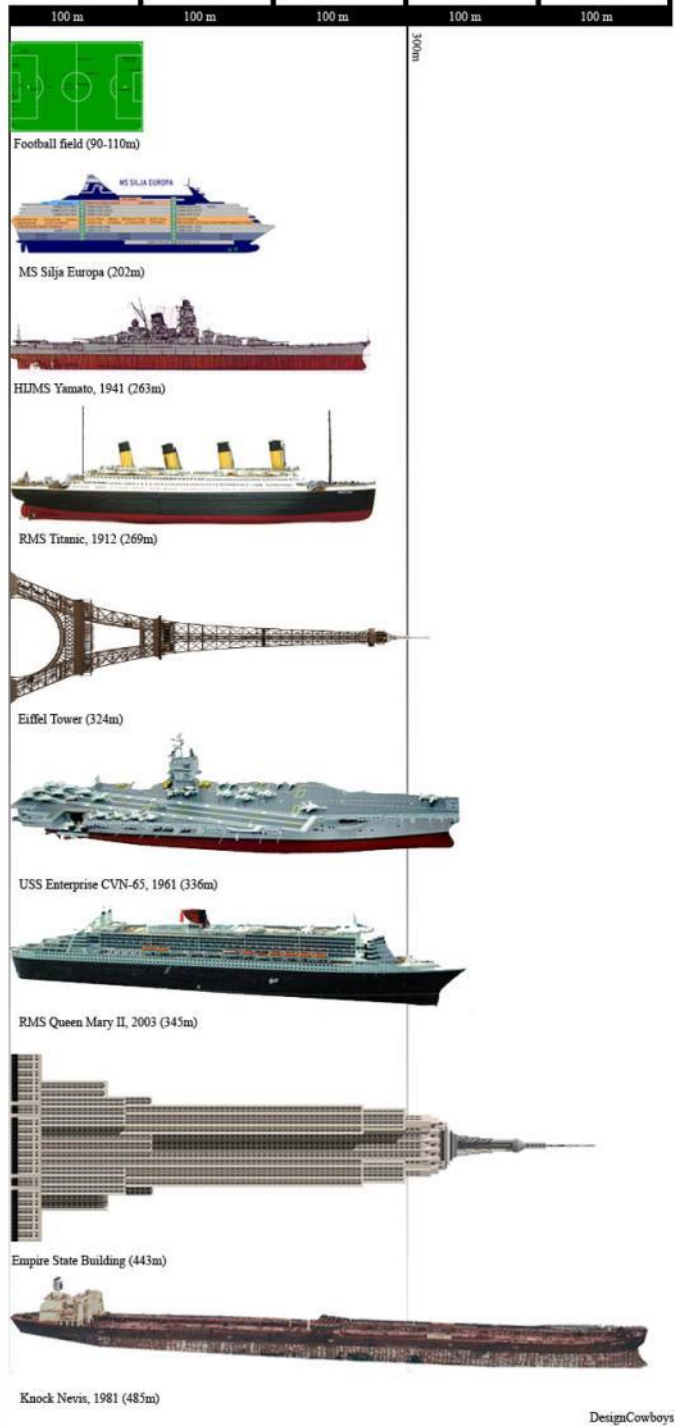 100 m 100 m 100 m 100 m 100 m
300m
Football field (90-110m)
MS SILJA EUROPA
MS Silja Europa (202m)
HIJMS Yamato, 1941 (263m)
RMS Titanic, 1912 (269m)
Eiffel Tower (324m)
USS Enterprise CVN-65, 1961 (336m)
RMS Queen Mary II, 2003 (345m)
Empire State Building (443m)
Knock Nevis, 1981 (485m)
DesignCowboys